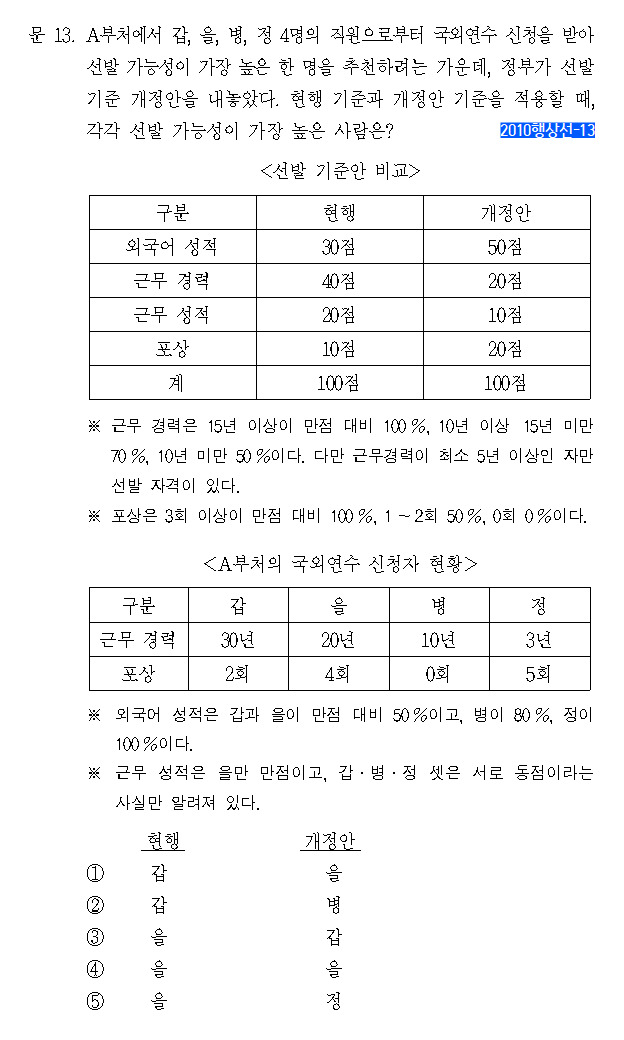 문 13. A부처에서 갑, 을, 병, 정 4명의 직원으로부터 국외연수 신청을 받아
선발 가능성이 가장 높은 한 명을 추천하려는 가운데, 정부가 선발
기준 개정안을 내놓았다. 현행 기준과 개정안 기준을 적용할 때,
각각 선발 가능성이 가장 높은 사람은? 2010행상선-13
<선발 기준안 비교>
구분 현행 개정안
외국어 성적 30점 50점
근무 경력 40점 20점
근무 성적 20점 10점
포상 10점 20점
계 100점 100점
※ 근무 경력은 15년 이상이 만점 대비 100%, 10년 이상 15년 미만
70%, 10년 미만 50%이다. 다만 근무경력이 최소 5년 이상인 자만
선발 자격이 있다.
※ 포상은 3회 이상이 만점 대비 100%, 1 ~ 2회 50%, 0회 0%이다.
<A부처의 국외연수 신청자 현황>
구분 갑 을 병 정
근무 경력 30년 20년 10년 3년
포상 2회 4회 0회 5회
※ 외국어 성적은 갑과 을이 만점 대비 50%이고, 병이 80%, 정이
100%이다.
※ 근무 성적은 을만 만점이고, 갑·병·정 셋은 서로 동점이라는
사실만 알려져 있다.
현행 개정안
① 갑 을
② 갑 병
③ 을 갑
④ 을 을
⑤ 을 정